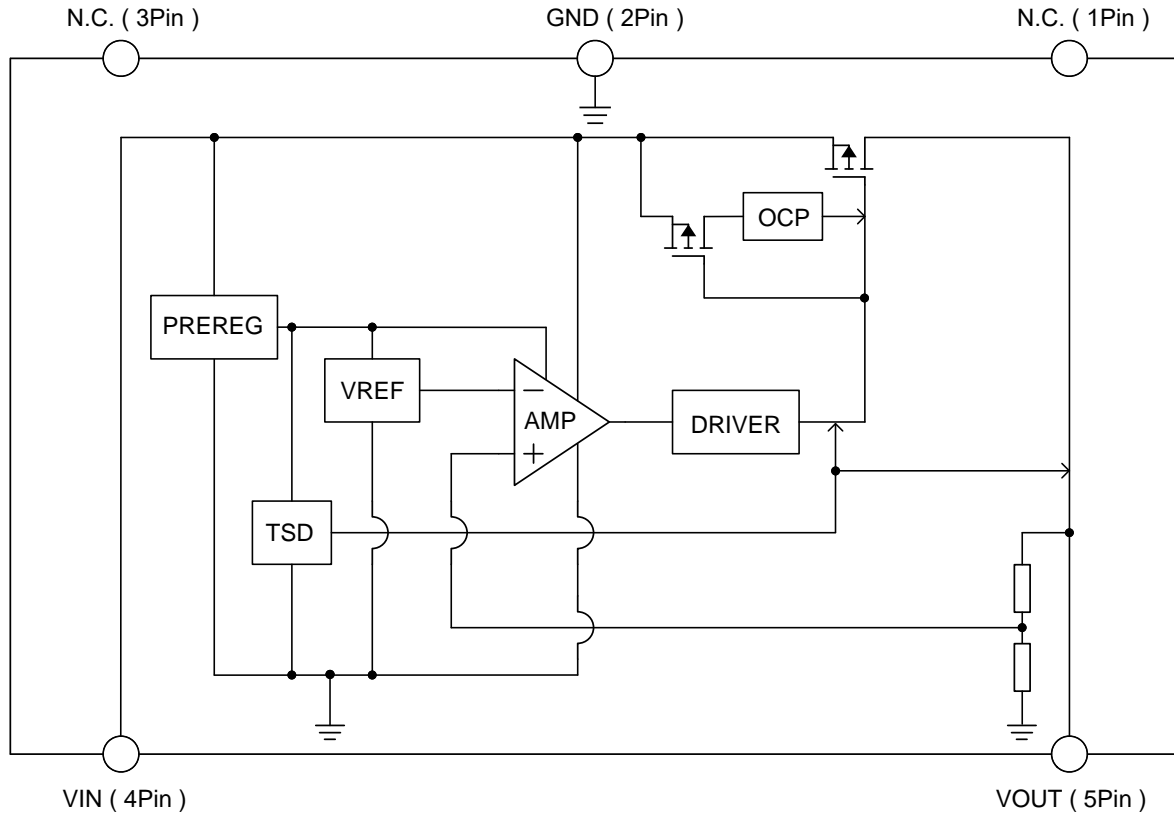 N.C. ( 3Pin )
GND ( 2Pin )
N.C. ( 1Pin )
OCP
PREREG
VREF
AMP
DRIVER
TSD
VIN ( 4Pin )
VOUT ( 5Pin )